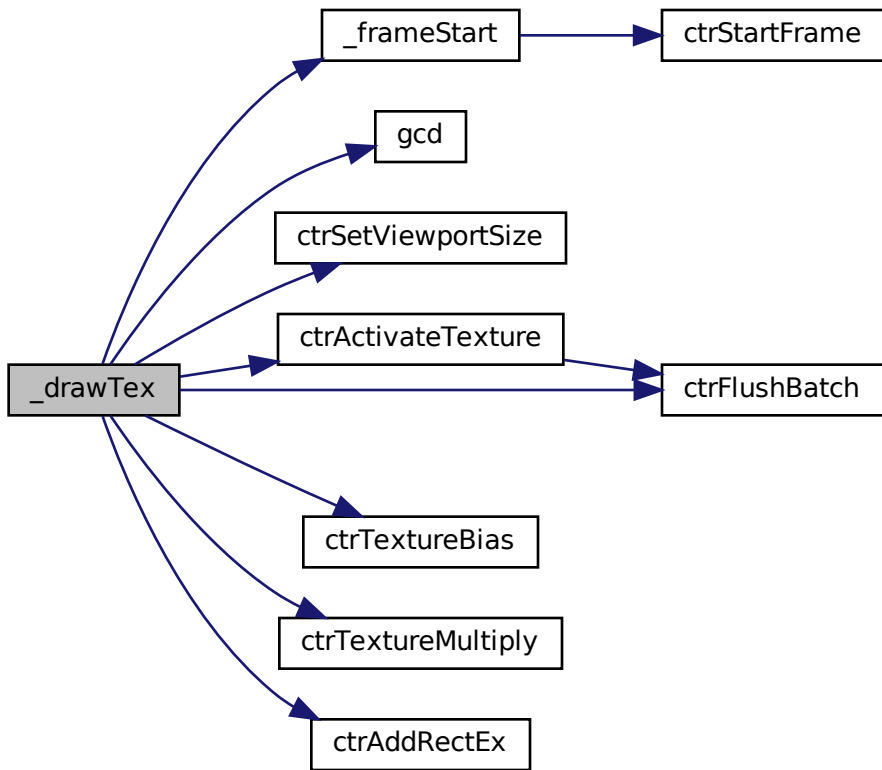 _frameStart
ctrStartFrame
gcd
ctrSetViewportSize
ctrActivateTexture
_drawTex
ctrFlushBatch
ctrTextureBias
ctrTextureMultiply
ctrAddRectEx